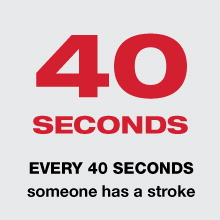 40
SECONDS
EVERY 40 SECONDS
someone has a stroke